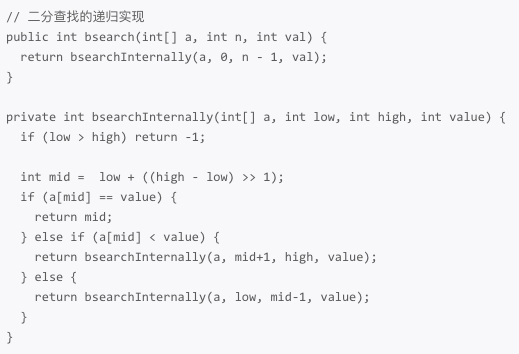 // 二分查找的递归实现
public int bsearch(int[] a, int n, int val) {
  return bsearchInternally(a, 0, n - 1, val);
}

private int bsearchInternally(int[] a, int low, int high, int value) {
  if (low > high) return -1;

  int mid =  low + ((high - low) >> 1);
  if (a[mid] == value) {
    return mid;
  } else if (a[mid] < value) {
    return bsearchInternally(a, mid+1, high, value);
  } else {
    return bsearchInternally(a, low, mid-1, value);
  }
}